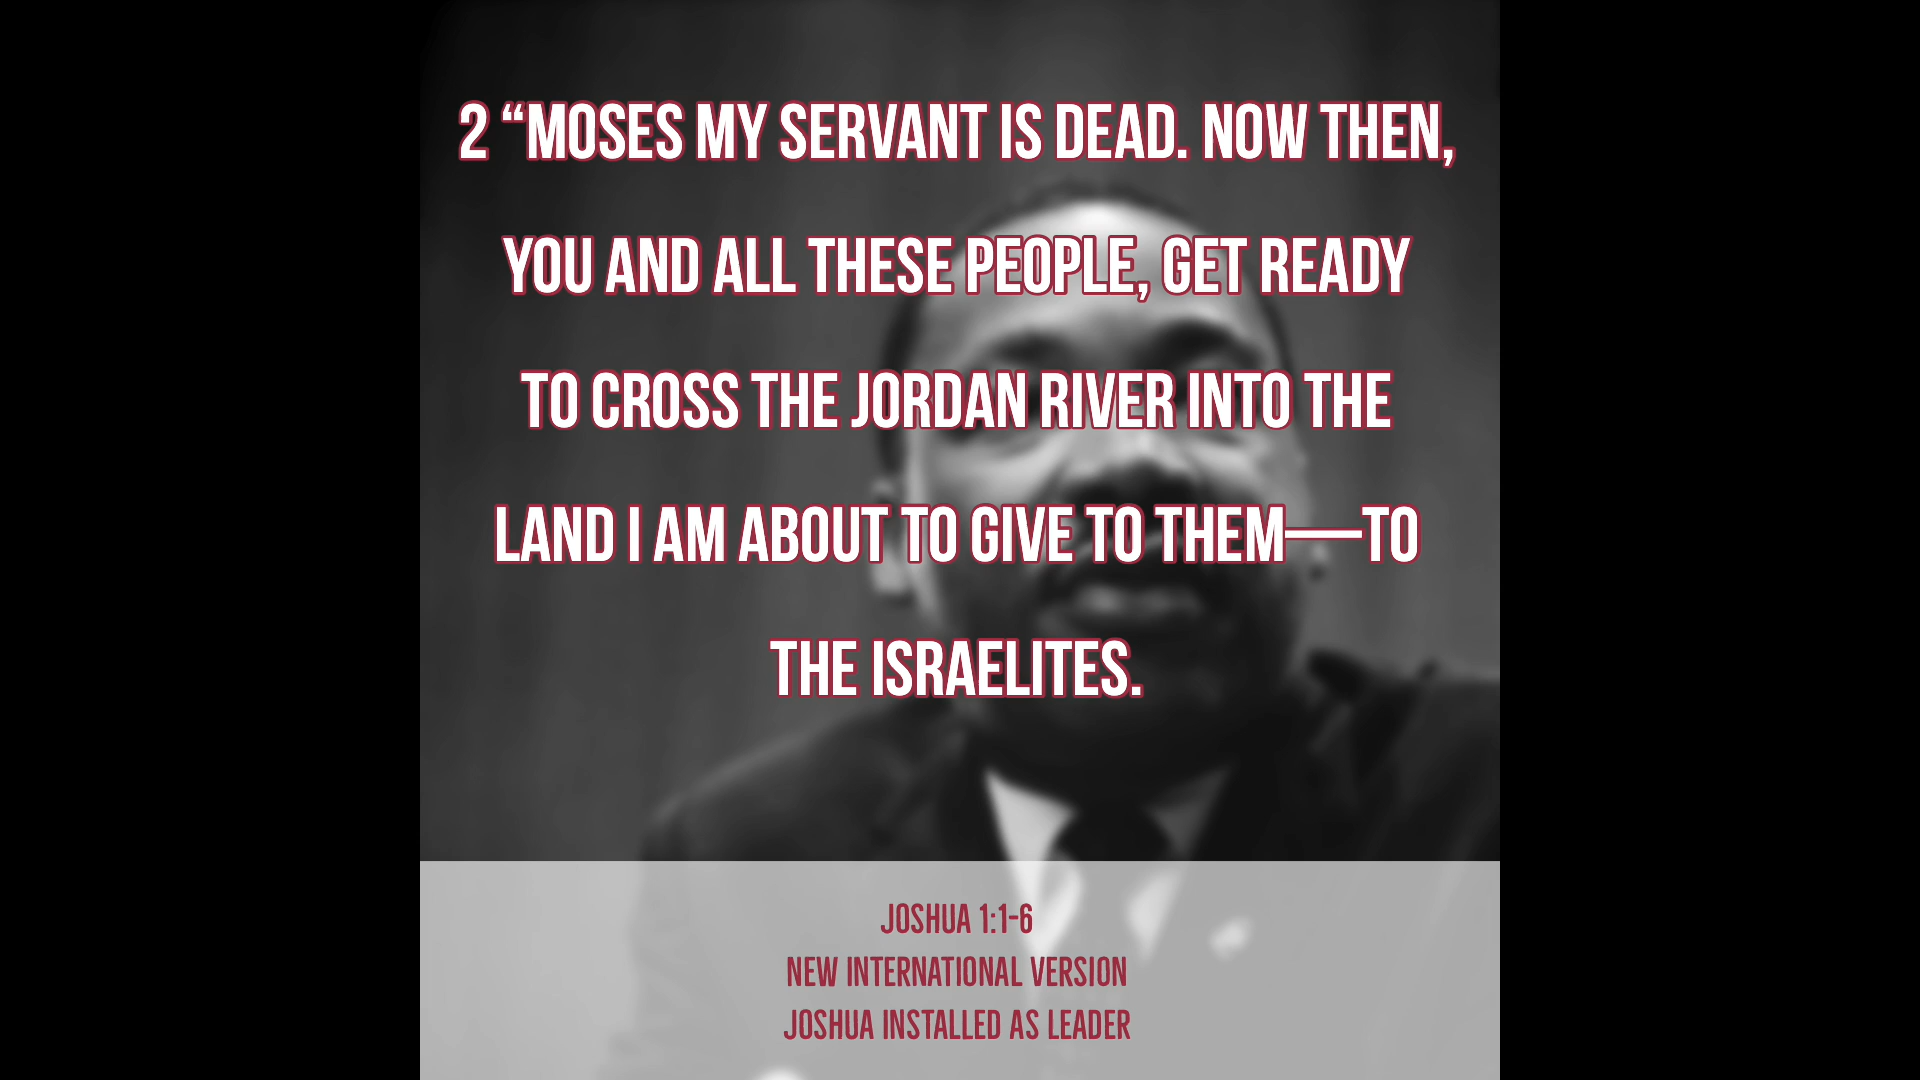 2 “MOSES MY SERVANT IS DEAD. NOW THEN,
YOU AND ALL THESE PEOPLE, GET READY
TO CROSS THE JORDAN RIVER INTO THE
LAND I AM ABOUT TO GIVE TO THEM—TO
THE ISRAELITES.
JOSHUA 1:1-6
NEW INTERNATIONAL VERSION
JOSHUA INSTALLED AS LEADER